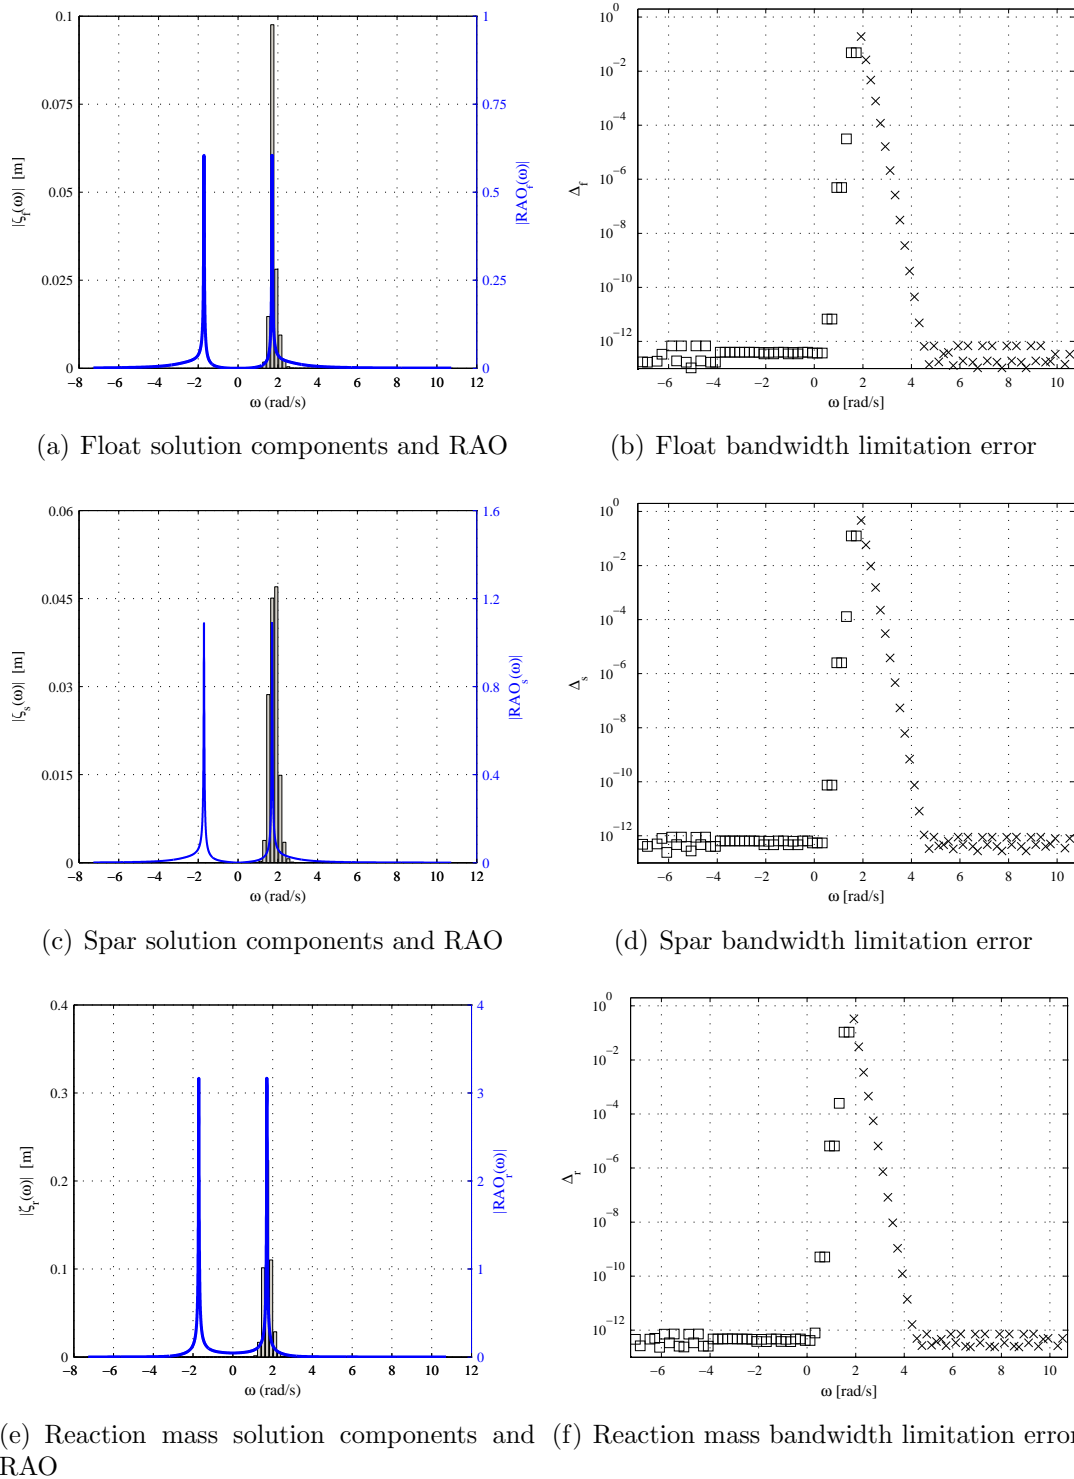 0.1
0.075
0.05
0.025
0
1
0.75
0.5
0.25
0
|ζf(ω)| [m]
|RAOf(ω)|
−8 −6 −4 −2 0 2 4 6 8 10 12
ω (rad/s)
10^0
10^−2
10^−4
10^−6
10^−8
10^−10
10^−12
Δf
−6 −4 −2 0 2 4 6 8 10
ω [rad/s]
(a) Float solution components and RAO
(b) Float bandwidth limitation error
0.06
0.045
0.03
0.015
0
1.6
1.2
0.8
0.4
0
|ζs(ω)| [m]
|RAOs(ω)|
−8 −6 −4 −2 0 2 4 6 8 10 12
ω (rad/s)
10^0
10^−2
10^−4
10^−6
10^−8
10^−10
10^−12
Δs
−6 −4 −2 0 2 4 6 8 10
ω [rad/s]
(c) Spar solution components and RAO
(d) Spar bandwidth limitation error
0.4
0.3
0.2
0.1
0
4
3
2
1
0
|ζr(ω)| [m]
|RAOr(ω)|
−8 −6 −4 −2 0 2 4 6 8 10 12
ω (rad/s)
10^0
10^−2
10^−4
10^−6
10^−8
10^−10
10^−12
Δr
−6 −4 −2 0 2 4 6 8 10
ω [rad/s]
(e) Reaction mass solution components and
RAO
(f) Reaction mass bandwidth limitation error